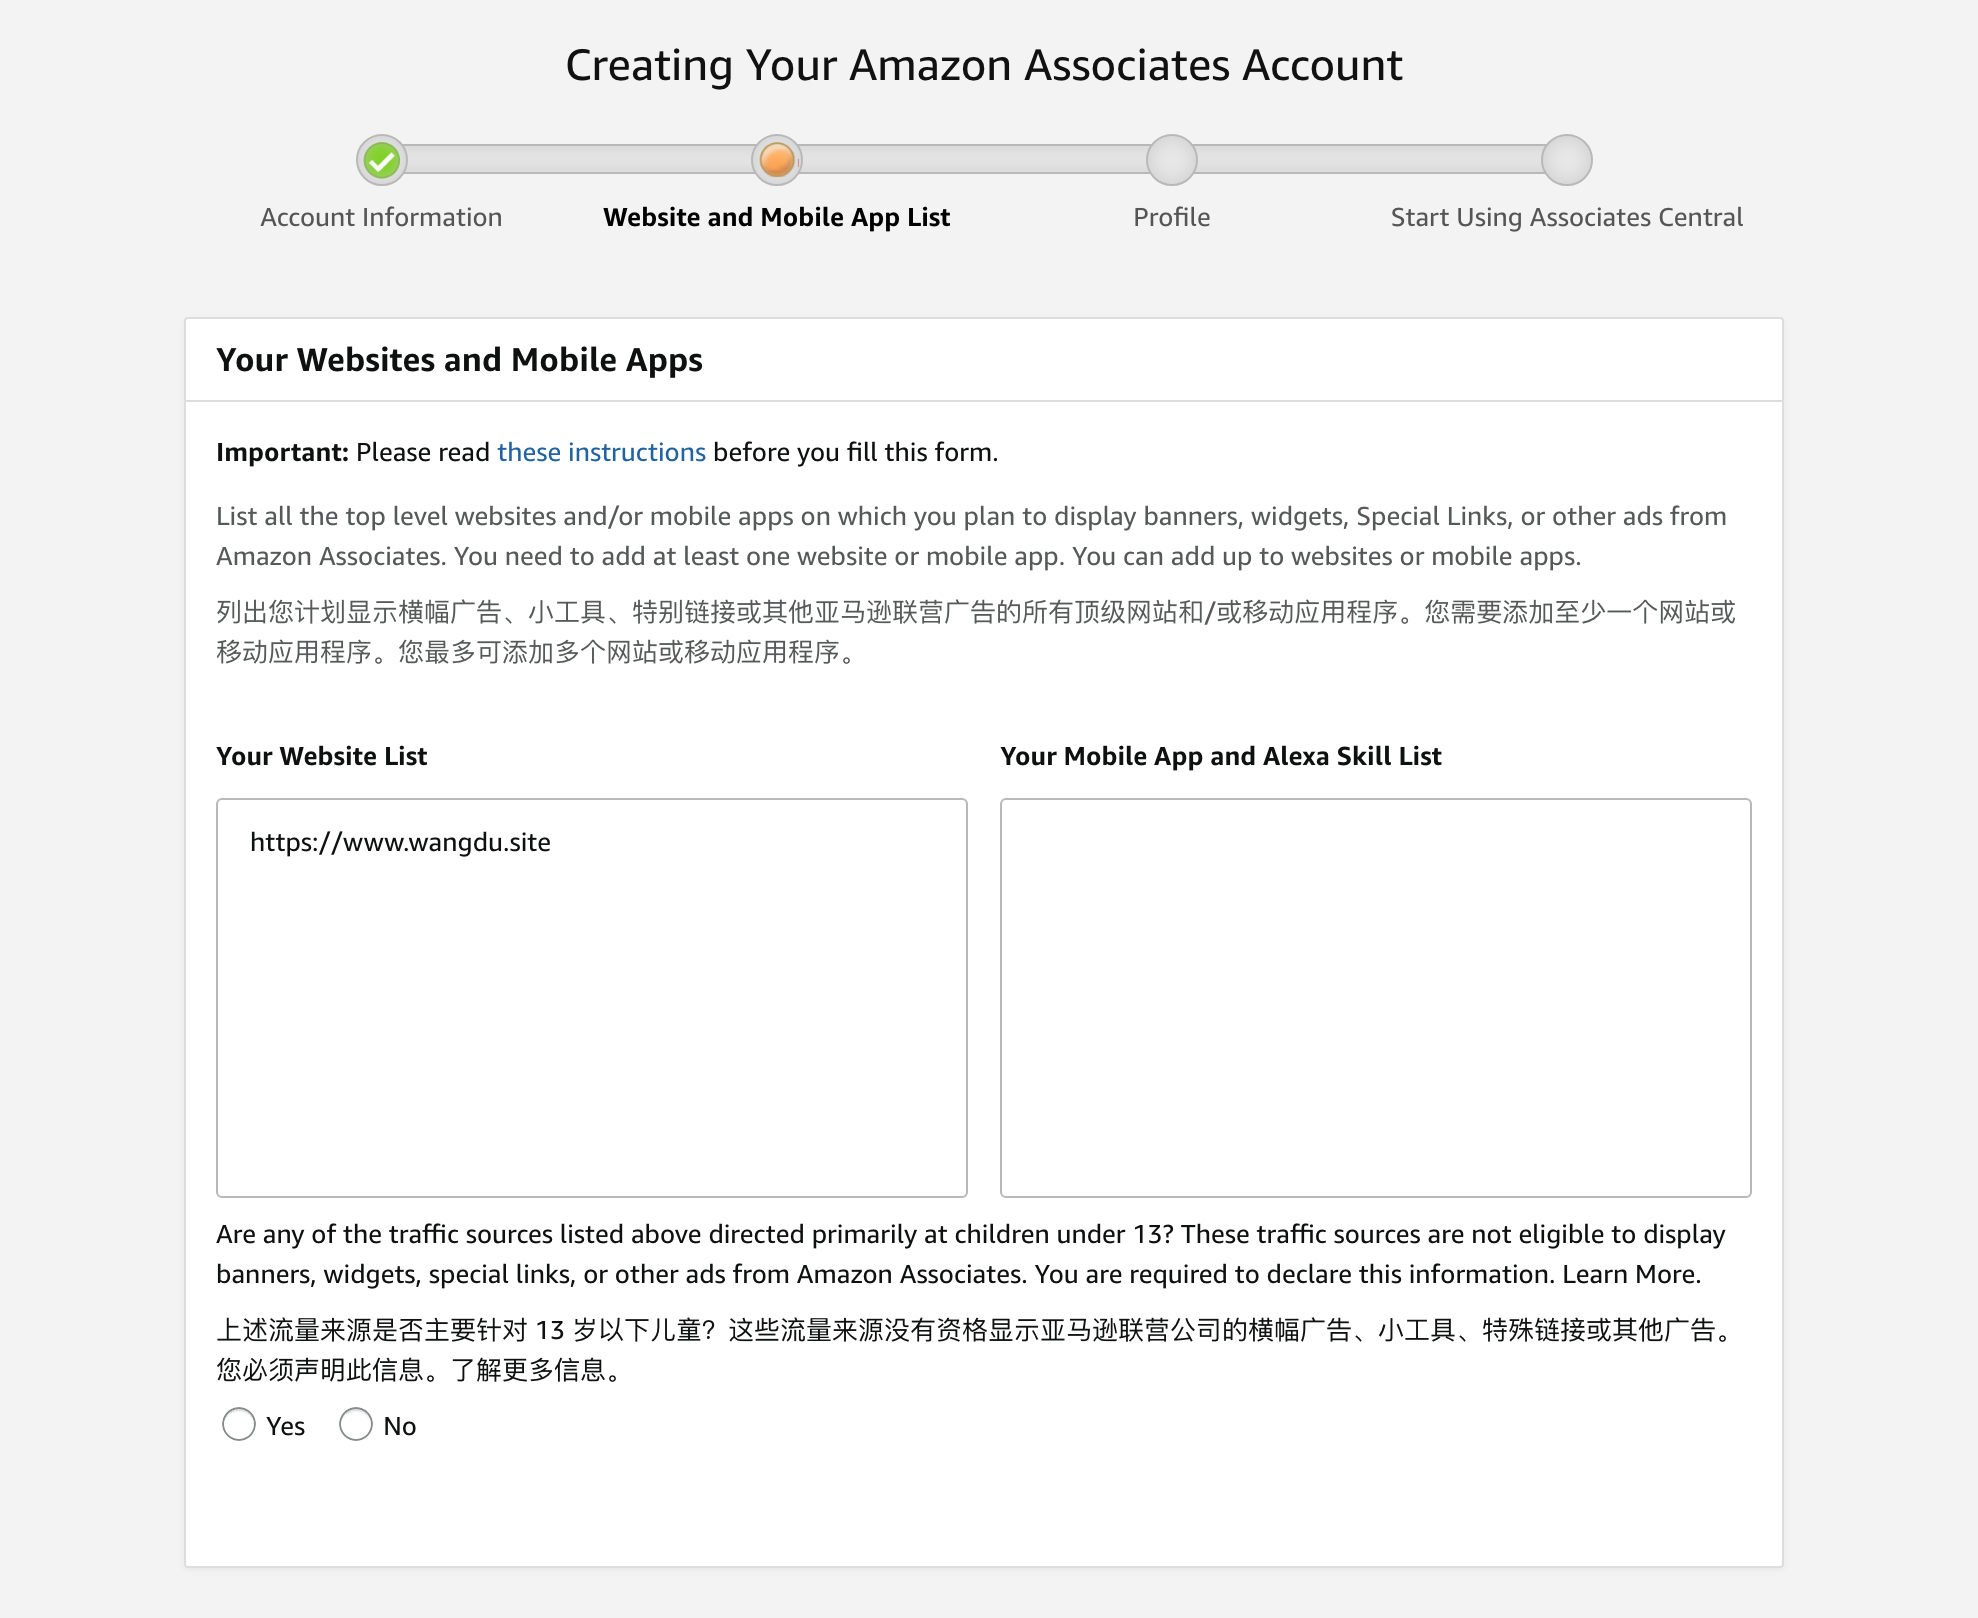 Creating Your Amazon Associates Account
Account Information
Website and Mobile App List
Profile
Start Using Associates Central
Your Websites and Mobile Apps
Important: Please read these instructions before you fill this form.
List all the top level websites and/or mobile apps on which you plan to display banners, widgets, Special Links, or other ads from
Amazon Associates. You need to add at least one website or mobile app. You can add up to websites or mobile apps.
列出您计划显示横幅广告、小工具、特别链接或其他亚马逊联营广告的所有顶级网站和/或移动应用程序。您需要添加至少一个网站或
移动应用程序。您最多可添加多个网站或移动应用程序。
Your Website List
https://www.wangdu.site
Your Mobile App and Alexa Skill List
Are any of the traffic sources listed above directed primarily at children under 13? These traffic sources are not eligible to display
banners, widgets, special links, or other ads from Amazon Associates. You are required to declare this information. Learn More.
上述流量来源是否主要针对 13 岁以下儿童？这些流量来源没有资格显示亚马逊联营公司的横幅广告、小工具、特殊链接或其他广告。
您必须声明此信息。了解更多信息。
Yes No